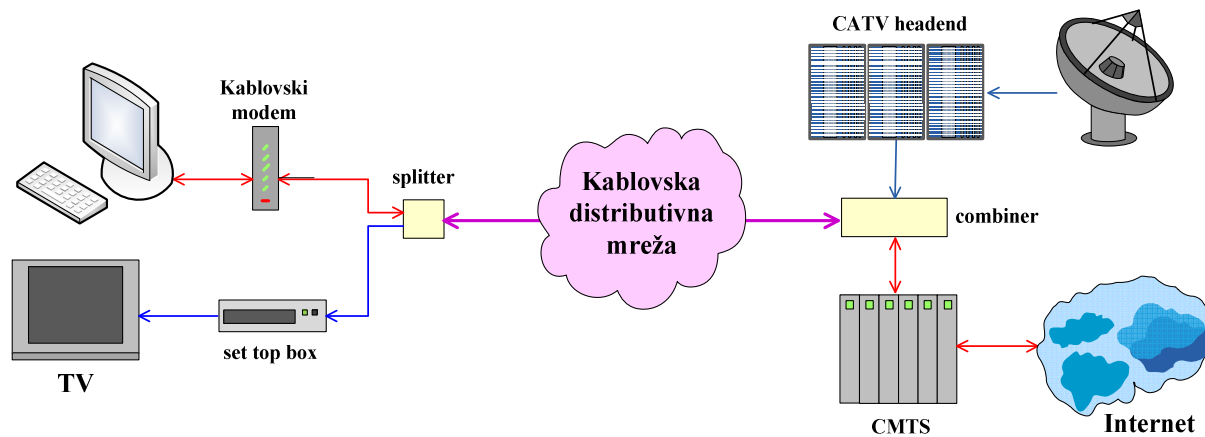 CATV headend
Kablovski
modem
splitter
Kablovska
distributivna
mreža
combiner
set top box
TV
CMTS
Internet